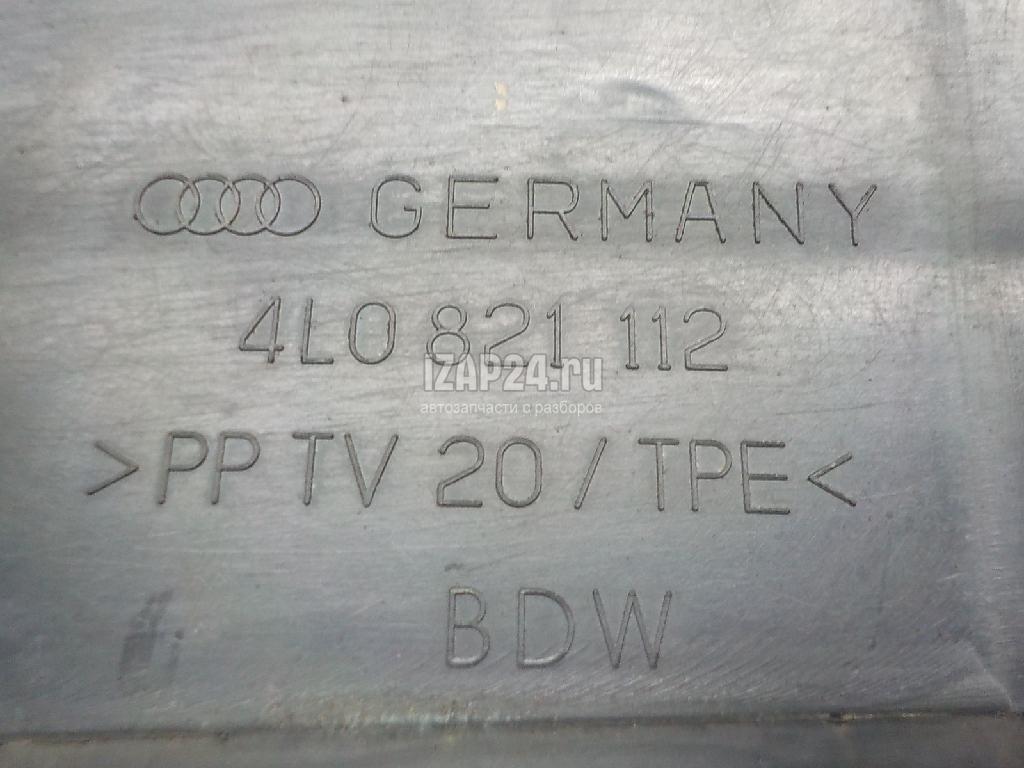 GERMANY
4L0 821 112
IZAP24.ru
автозапчасти с разборов
>PP TV 20 / TPE<
BDW